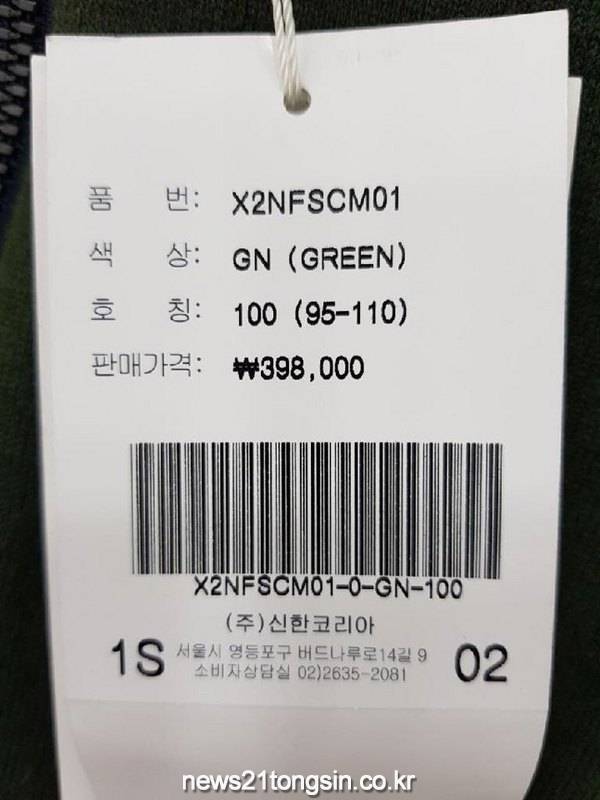 품 번: X2NFSCM01
색 상: GN (GREEN)
호 칭: 100 (95-110)
판매가격: ₩398,000
X2NFSCM01-0-GN-100
(주)신한코리아
1S 서울시 영등포구 버드나루로14길 9 02
소비자상담실 02)2635-2081
news21tongsin.co.kr